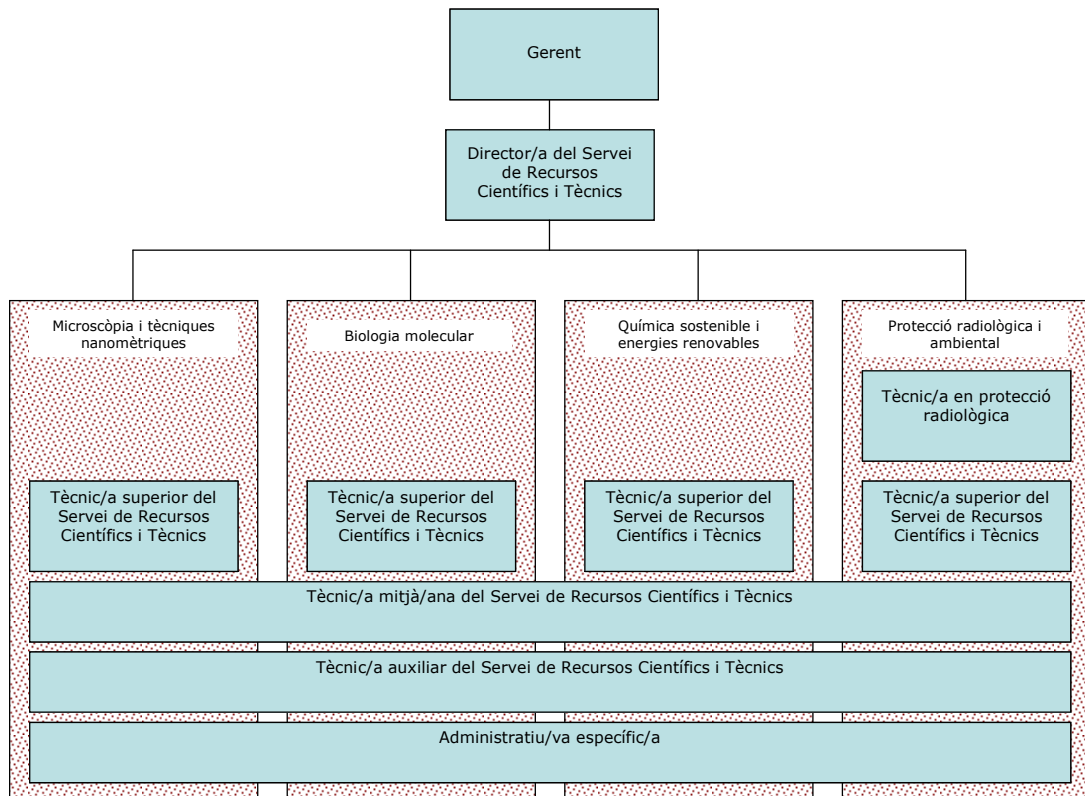 Gerent
Director/a del Servei
de Recursos
Científics i Tècnics
Microscòpia i tècniques
nanomètriques
Biologia molecular
Química sostenible i
energies renovables
Protecció radiològica i
ambiental
Tècnic/a en protecció
radiològica
Tècnic/a superior del
Servei de Recursos
Científics i Tècnics
Tècnic/a superior del
Servei de Recursos
Científics i Tècnics
Tècnic/a superior del
Servei de Recursos
Científics i Tècnics
Tècnic/a superior del
Servei de Recursos
Científics i Tècnics
Tècnic/a mitjà/ana del Servei de Recursos Científics i Tècnics
Tècnic/a auxiliar del Servei de Recursos Científics i Tècnics
Administratiu/va específic/a